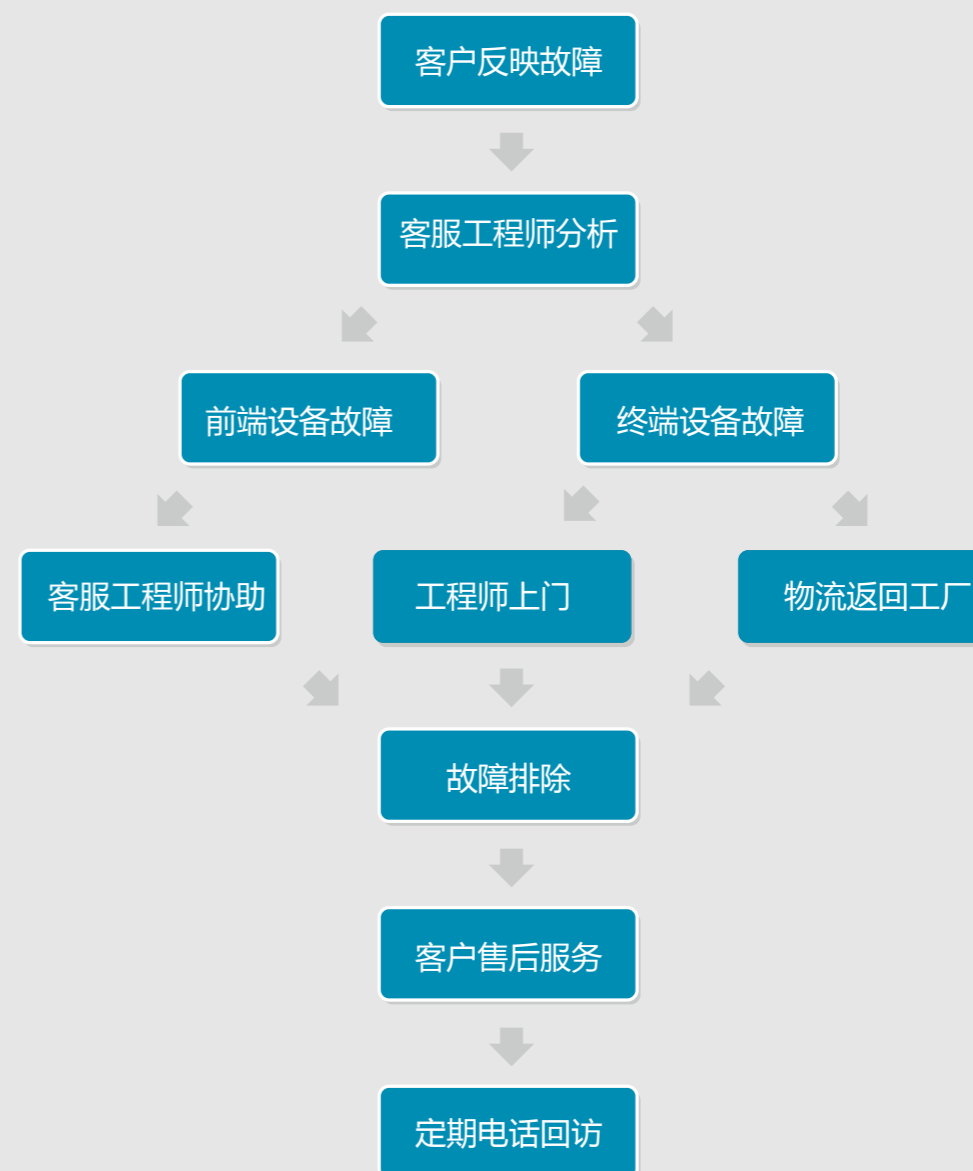 客户反映故障
客服工程师分析
前端设备故障
终端设备故障
客服工程师协助
工程师上门
物流返回工厂
故障排除
客户售后服务
定期电话回访